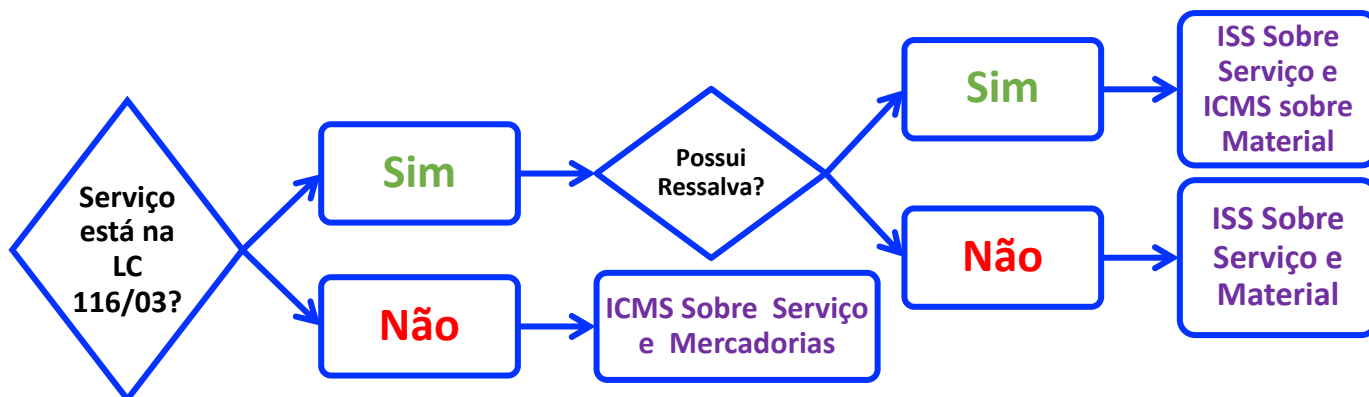 Serviço
está na
LC
116/03?
Sim
Não
ICMS Sobre Serviço
e Mercadorias
Possui
Ressalva?
Sim
Não
ISS Sobre
Serviço e
ICMS sobre
Material
ISS Sobre
Serviço e
Material